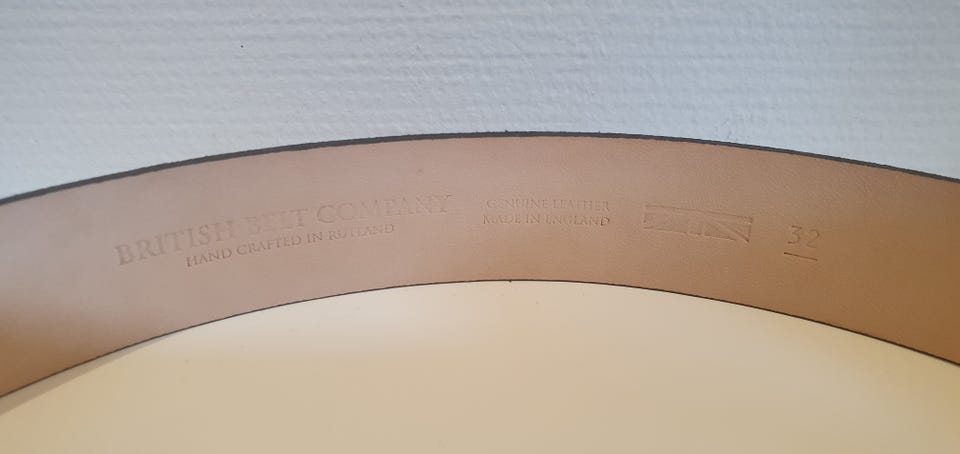 BRITISH BELT COMPANY
HAND CRAFTED IN RUTLAND
GENUINE LEATHER
MADE IN ENGLAND
32